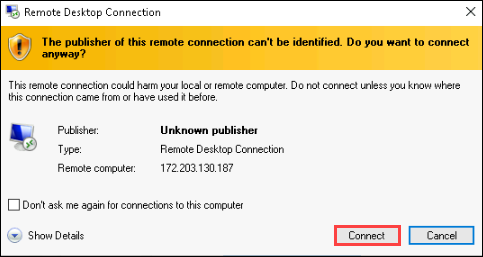 Remote Desktop Connection
The publisher of this remote connection can't be identified. Do you want to connect
anyway?
This remote connection could harm your local or remote computer. Do not connect unless you know where
this connection came from or have used it before.
Publisher: Unknown publisher
Type: Remote Desktop Connection
Remote computer: 172.203.130.187
Don't ask me again for connections to this computer
Show Details Connect Cancel